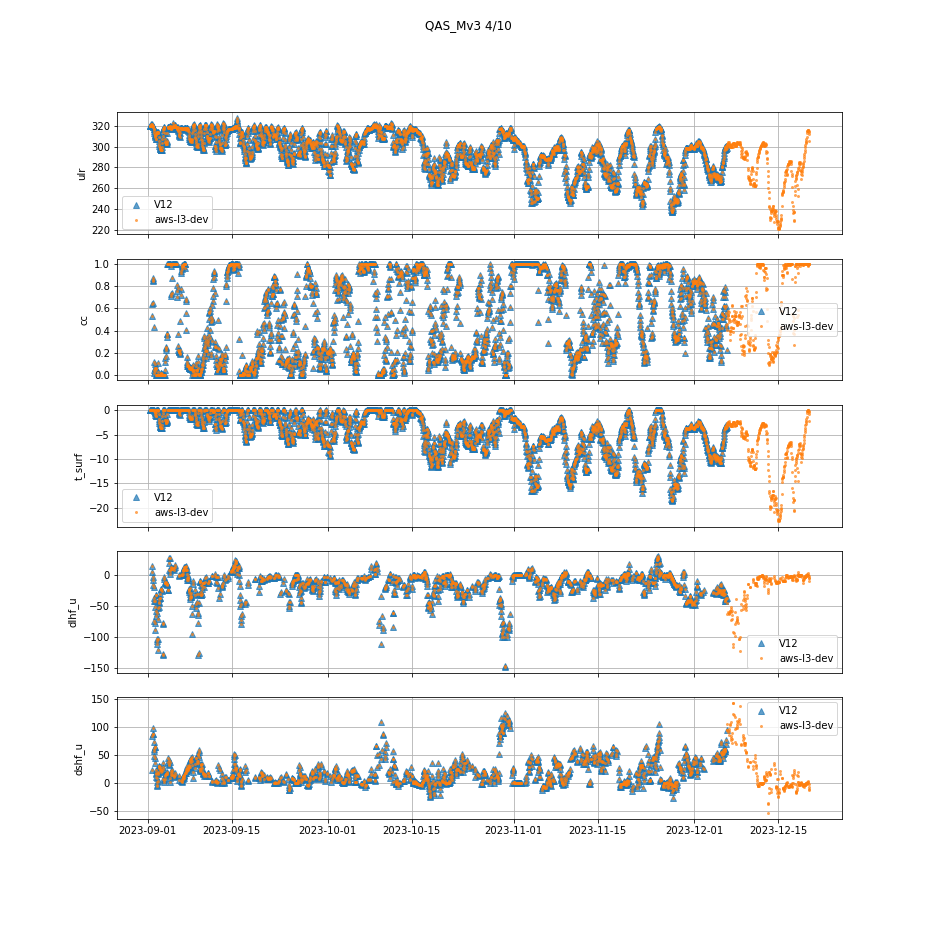 QAS_Mv3 4/10
320
300
280
260
240
220
ulr
V12
aws-l3-dev
1.0
0.8
0.6
0.4
0.2
0.0
cc
V12
aws-l3-dev
0
−5
−10
−15
−20
t_surf
V12
aws-l3-dev
0
−50
−100
−150
dlhf_u
V12
aws-l3-dev
150
100
50
0
−50
dshf_u
V12
aws-l3-dev
2023-09-01 2023-09-15 2023-10-01 2023-10-15 2023-11-01 2023-11-15 2023-12-01 2023-12-15